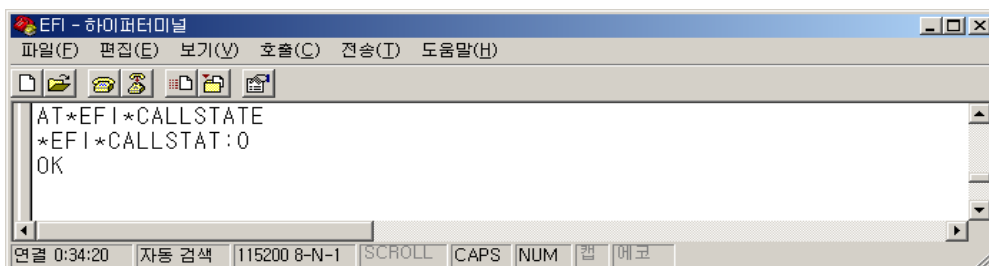 EFI - 하이퍼터미널
파일(F) 편집(E) 보기(V) 호출(C) 전송(T) 도움말(H)
AT*EFI*CALLSTATE
*EFI*CALLSTAT:0
OK
연결 0:34:20 자동 검색 115200 8-N-1 SCROLL CAPS NUM 캡 에코